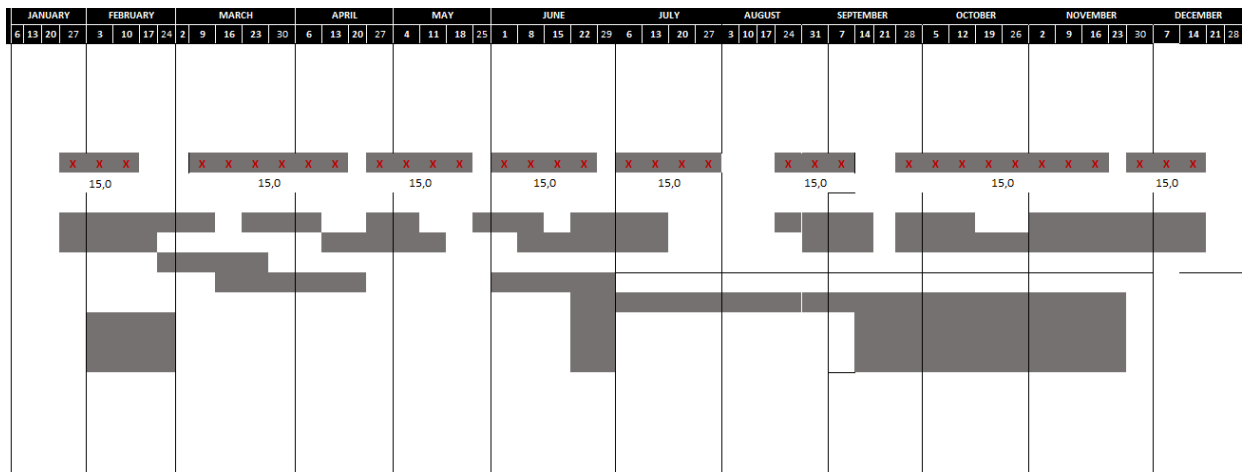 JANUARY FEBRUARY MARCH APRIL MAY JUNE JULY AUGUST SEPTEMBER OCTOBER NOVEMBER DECEMBER
6 13 20 27 3 10 17 24 2 9 16 23 30 6 13 20 27 4 11 18 25 1 8 15 22 29 6 13 20 27 3 10 17 24 31 7 14 21 28 5 12 19 26 2 9 16 23 30 7 14 21 28
X X X X X X X X X X X X X X X X X X X X X X X X X X X X X X X X X X X
15,0 15,0 15,0 15,0 15,0 15,0 15,0 15,0